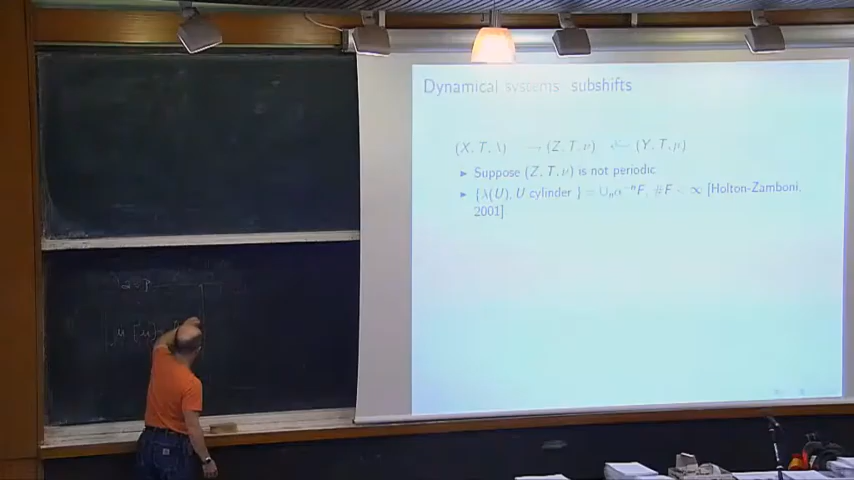 Dynamical systems: subshifts
(X, T, λ) → (Z, T, ν) ← (Y, T, μ)
► Suppose (Z, T, ν) is not periodic
► {λ(U), U cylinder } = ∪ₙα⁻ⁿF, #F < ∞ [Holton-Zamboni,
2001]